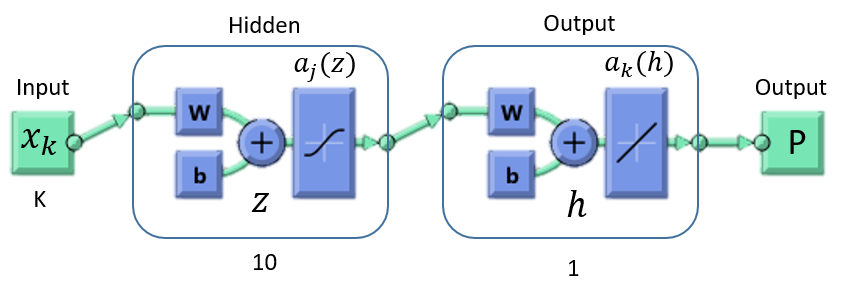 Hidden
Output
Input
a_j(z)
a_k(h)
Output
x_k
W
W
P
b
b
K
z
h
10
1